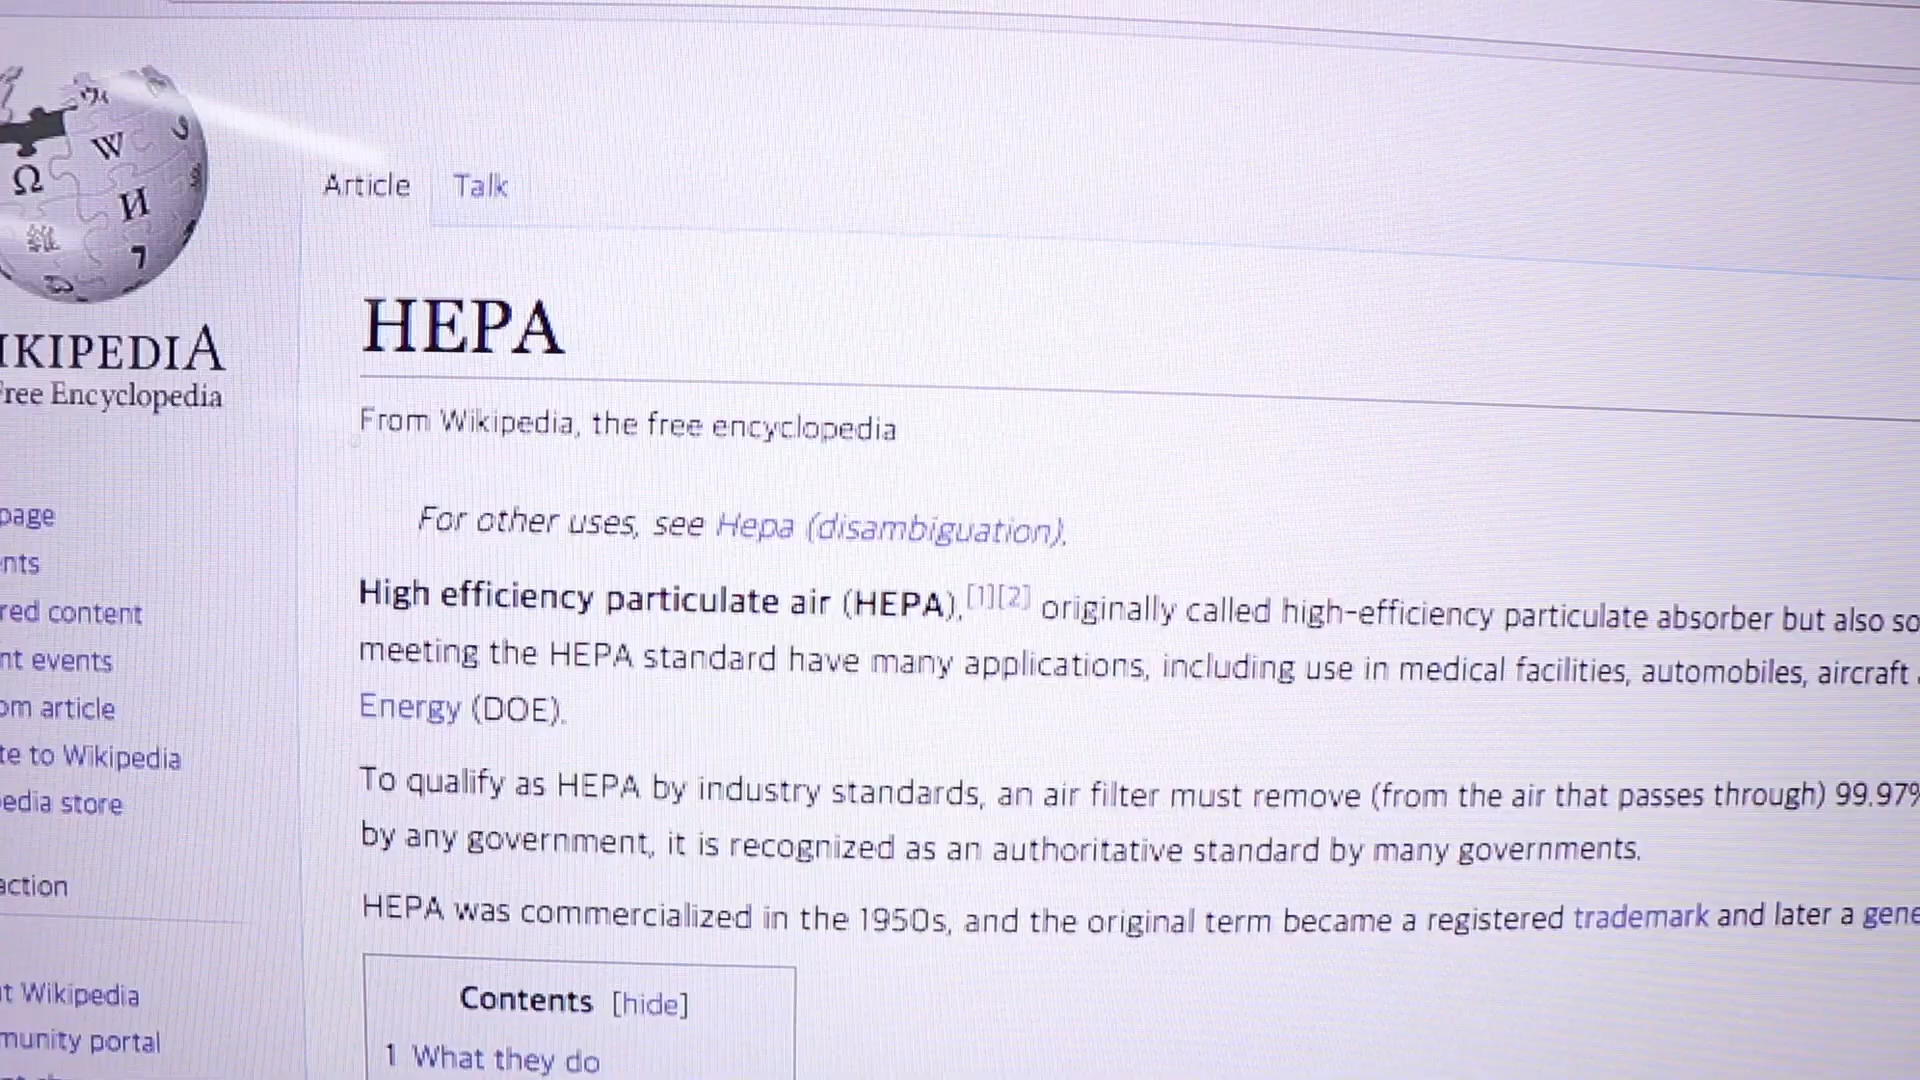 W
Ω
И
維
7
Article Talk
IKIPEDIA
Free Encyclopedia
HEPA
From Wikipedia, the free encyclopedia
For other uses, see Hepa (disambiguation).
High efficiency particulate air (HEPA),[1][2] originally called high-efficiency particulate absorber but also so
meeting the HEPA standard have many applications, including use in medical facilities, automobiles, aircraft
Energy (DOE).
To qualify as HEPA by industry standards, an air filter must remove (from the air that passes through) 99.97%
by any government, it is recognized as an authoritative standard by many governments.
HEPA was commercialized in the 1950s, and the original term became a registered trademark and later a gene
Contents [hide]
1 What they do
page
nts
red content
nt events
om article
te to Wikipedia
edia store
action
t Wikipedia
munity portal